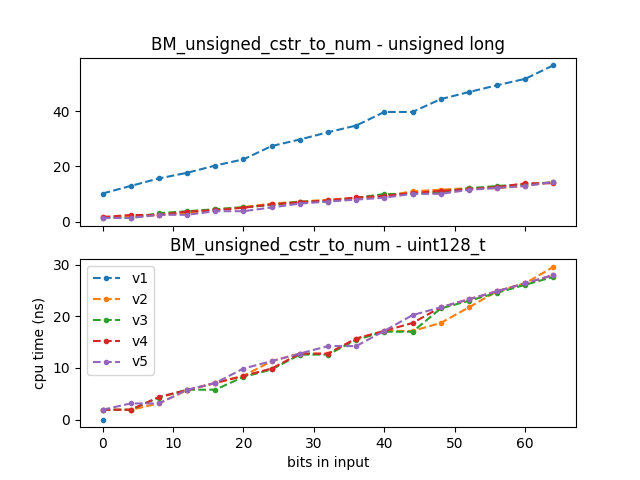 BM_unsigned_cstr_to_num - unsigned long
40
20
0
BM_unsigned_cstr_to_num - uint128_t
30
20
10
0
cpu time (ns)
v1
v2
v3
v4
v5
0 10 20 30 40 50 60
bits in input